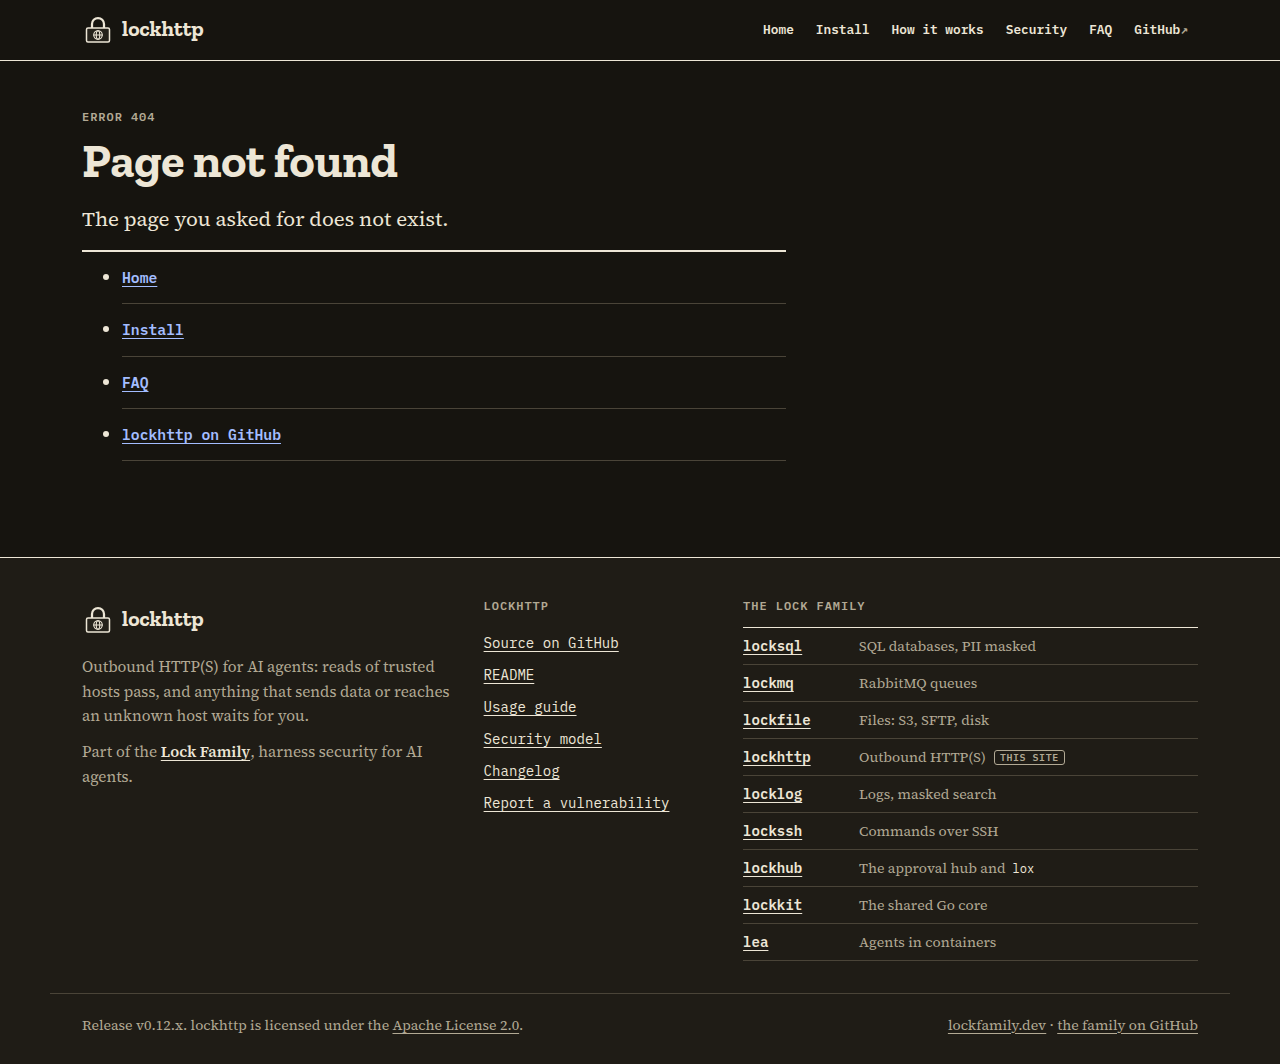 lockhttp
Home Install How it works Security FAQ GitHub↗
ERROR 404
Page not found
The page you asked for does not exist.
• Home
• Install
• FAQ
• lockhttp on GitHub
lockhttp
Outbound HTTP(S) for AI agents: reads of trusted
hosts pass, and anything that sends data or reaches
an unknown host waits for you.
Part of the Lock Family, harness security for AI
agents.
LOCKHTTP
Source on GitHub
README
Usage guide
Security model
Changelog
Report a vulnerability
THE LOCK FAMILY
locksql SQL databases, PII masked
lockmq RabbitMQ queues
lockfile Files: S3, SFTP, disk
lockhttp Outbound HTTP(S) THIS SITE
locklog Logs, masked search
lockssh Commands over SSH
lockhub The approval hub and lox
lockkit The shared Go core
lea Agents in containers
Release v0.12.x. lockhttp is licensed under the Apache License 2.0.
lockfamily.dev · the family on GitHub